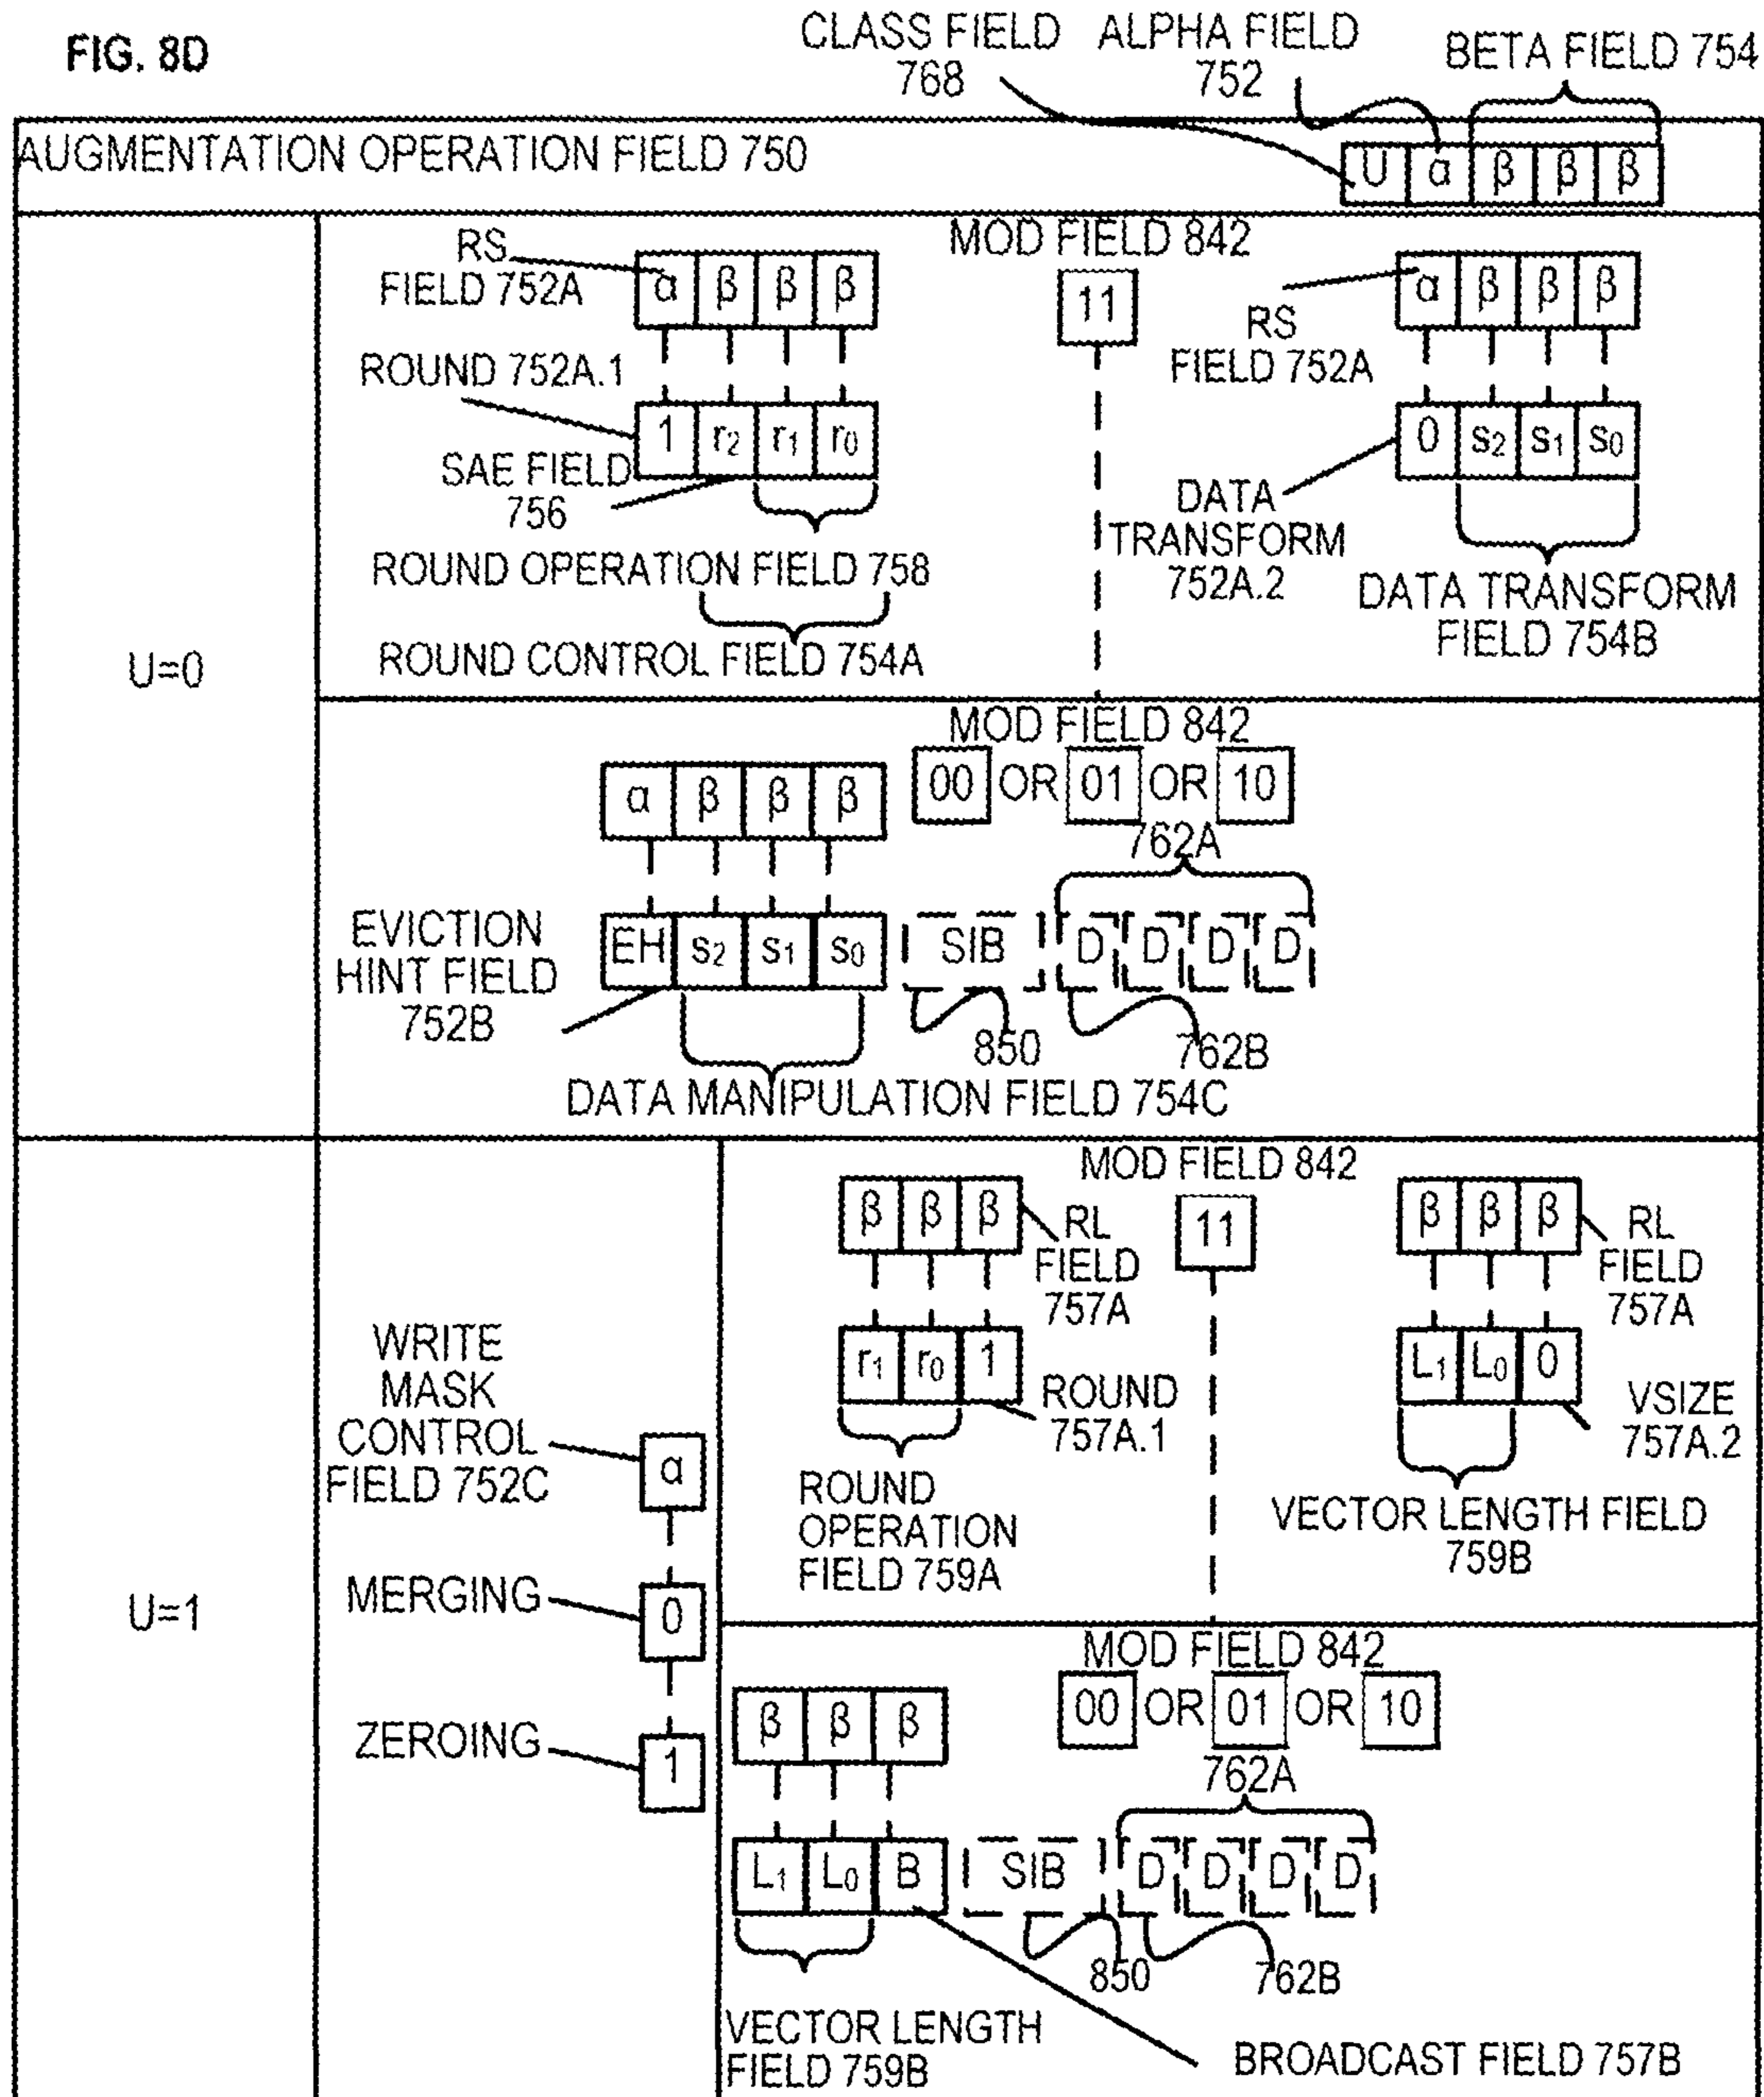 FIG. 8D
CLASS FIELD
768
ALPHA FIELD
752
BETA FIELD 754
AUGMENTATION OPERATION FIELD 750
U α β β β
U=0
MOD FIELD 842
11
RS
FIELD 752A
α β β β
ROUND 752A.1
1 r2 r1 r0
SAE FIELD
756
ROUND OPERATION FIELD 758
ROUND CONTROL FIELD 754A
α β β β
RS
FIELD 752A
0 s2 s1 s0
DATA
TRANSFORM
752A.2
DATA TRANSFORM
FIELD 754B
MOD FIELD 842
00 OR 01 OR 10
α β β β
762A
EVICTION
HINT FIELD
752B
EH s2 s1 s0 SIB D D D D
850
762B
DATA MANIPULATION FIELD 754C
U=1
WRITE
MASK
CONTROL
FIELD 752C
α
MERGING
0
ZEROING
1
MOD FIELD 842
11
β β β
RL
FIELD
757A
r1 r0 1
ROUND
757A.1
ROUND
OPERATION
FIELD 759A
β β β
RL
FIELD
757A
L1 L0 0
VSIZE
757A.2
VECTOR LENGTH FIELD
759B
MOD FIELD 842
00 OR 01 OR 10
β β β
762A
L1 L0 B SIB D D D D
850
762B
VECTOR LENGTH
FIELD 759B
BROADCAST FIELD 757B